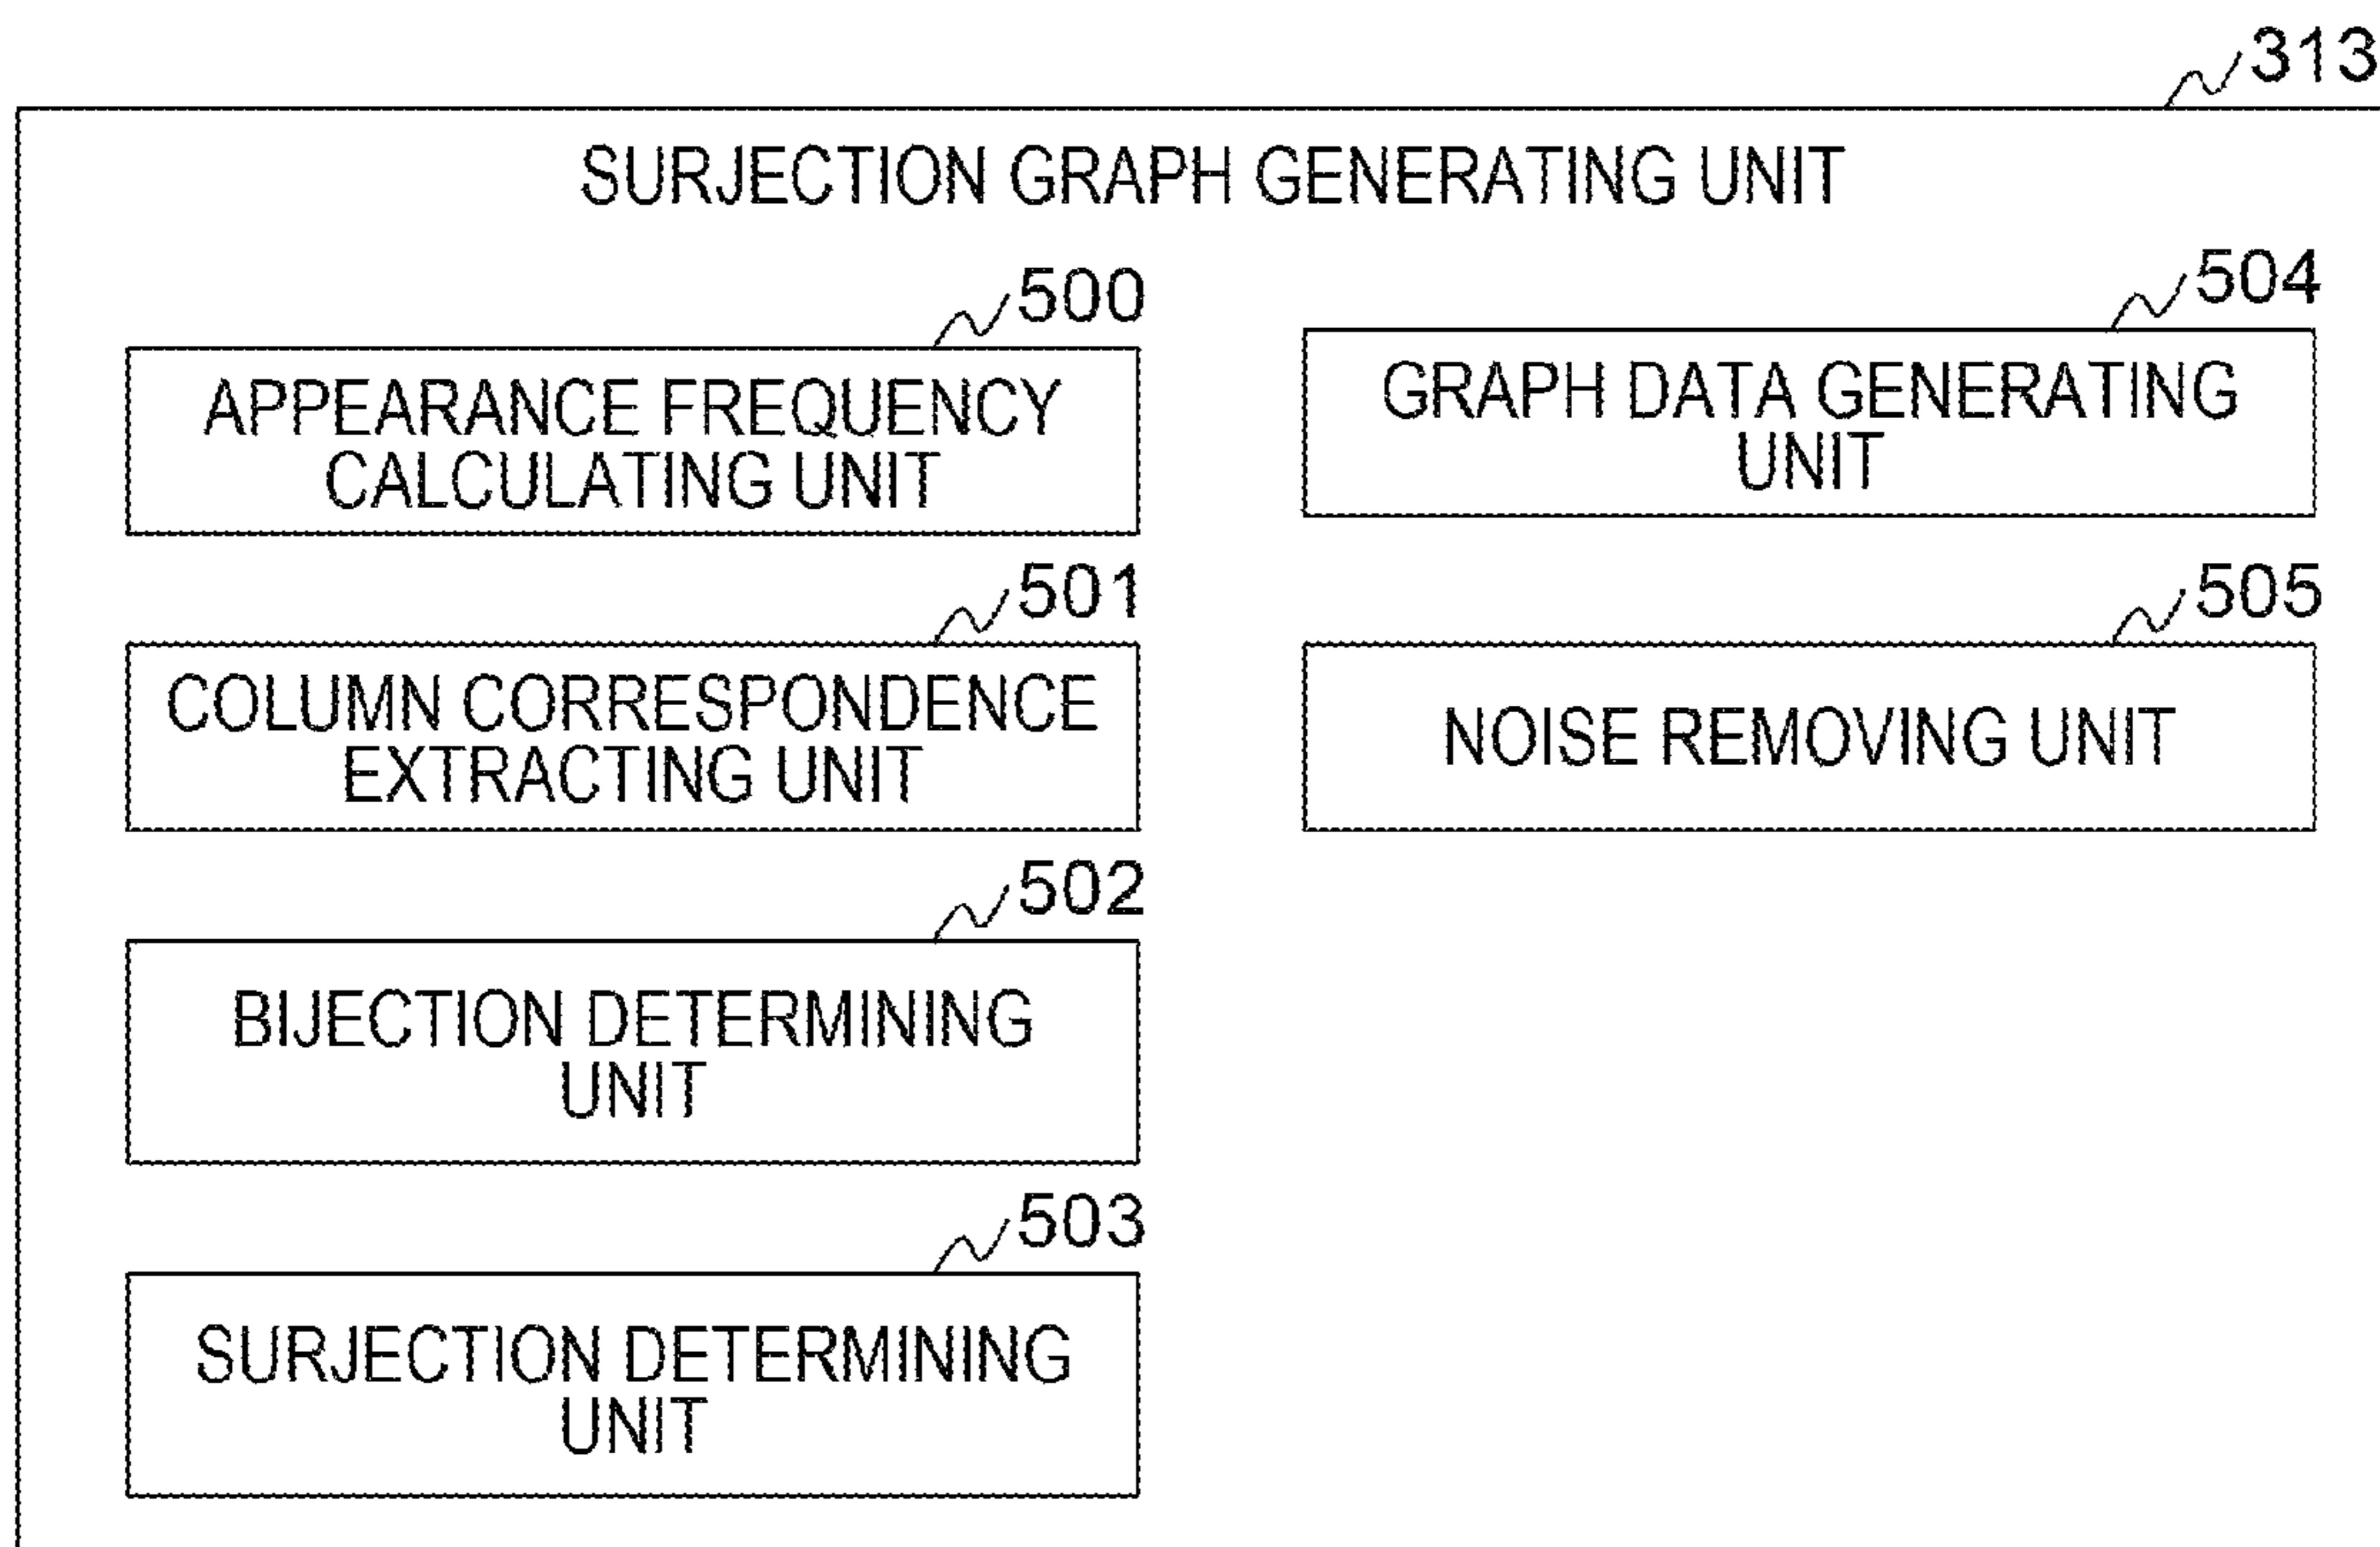 313
SURJECTION GRAPH GENERATING UNIT
500
APPEARANCE FREQUENCY
CALCULATING UNIT
501
COLUMN CORRESPONDENCE
EXTRACTING UNIT
502
BIJECTION DETERMINING
UNIT
503
SURJECTION DETERMINING
UNIT
504
GRAPH DATA GENERATING
UNIT
505
NOISE REMOVING UNIT